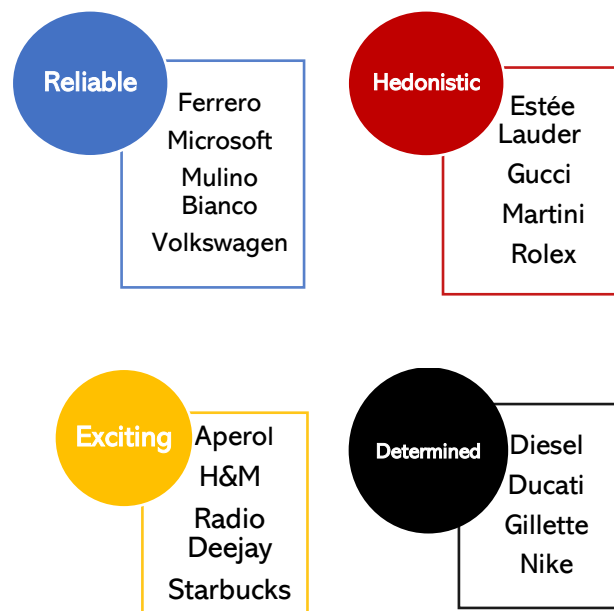 Reliable
Ferrero
Microsoft
Mulino
Bianco
Volkswagen
Hedonistic
Estée
Lauder
Gucci
Martini
Rolex
Exciting
Aperol
H&M
Radio
Deejay
Starbucks
Determined
Diesel
Ducati
Gillette
Nike